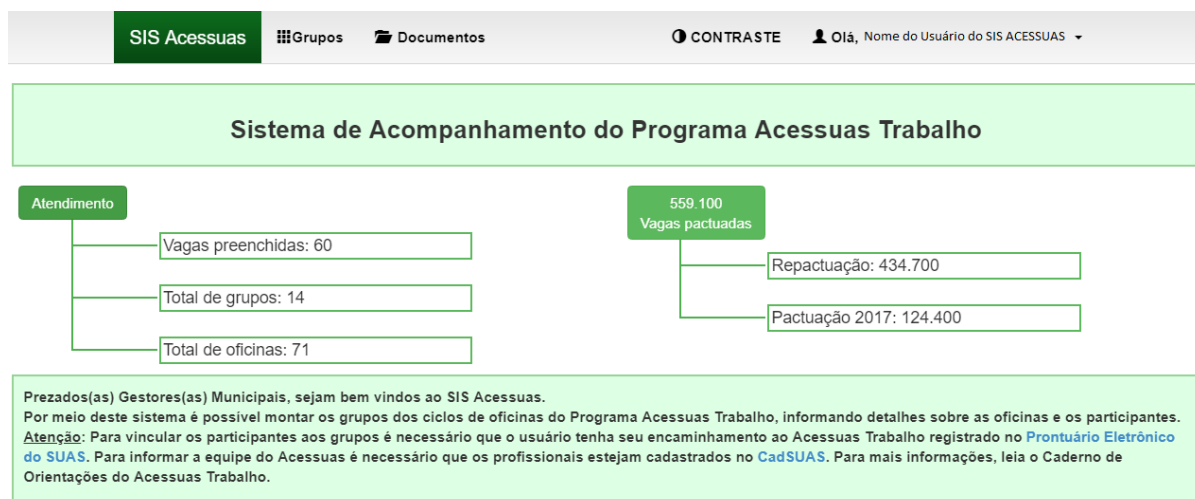 SIS Acessuas Grupos Documentos CONTRASTE Olá, Nome do Usuário do SIS ACESSUAS
Sistema de Acompanhamento do Programa Acessuas Trabalho
Atendimento
Vagas preenchidas: 60
Total de grupos: 14
Total de oficinas: 71
559.100
Vagas pactuadas
Repactuação: 434.700
Pactuação 2017: 124.400
Prezados(as) Gestores(as) Municipais, sejam bem vindos ao SIS Acessuas.
Por meio deste sistema é possível montar os grupos dos ciclos de oficinas do Programa Acessuas Trabalho, informando detalhes sobre as oficinas e os participantes.
Atenção: Para vincular os participantes aos grupos é necessário que o usuário tenha seu encaminhamento ao Acessuas Trabalho registrado no Prontuário Eletrônico
do SUAS. Para informar a equipe do Acessuas é necessário que os profissionais estejam cadastrados no CadSUAS. Para mais informações, leia o Caderno de
Orientações do Acessuas Trabalho.